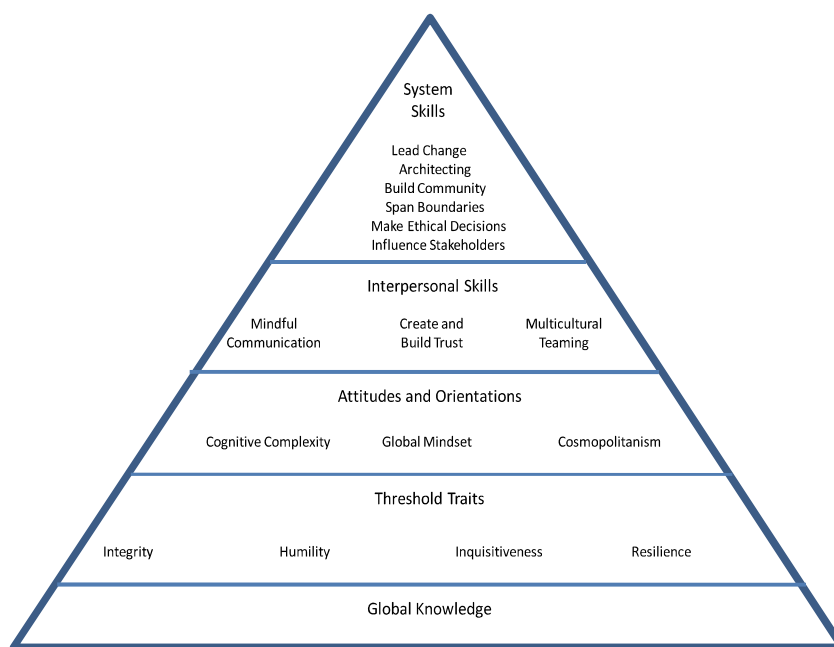 System
Skills
Lead Change
Architecting
Build Community
Span Boundaries
Make Ethical Decisions
Influence Stakeholders
Interpersonal Skills
Mindful
Communication
Create and
Build Trust
Multicultural
Teaming
Attitudes and Orientations
Cognitive Complexity
Global Mindset
Cosmopolitanism
Threshold Traits
Integrity
Humility
Inquisitiveness
Resilience
Global Knowledge